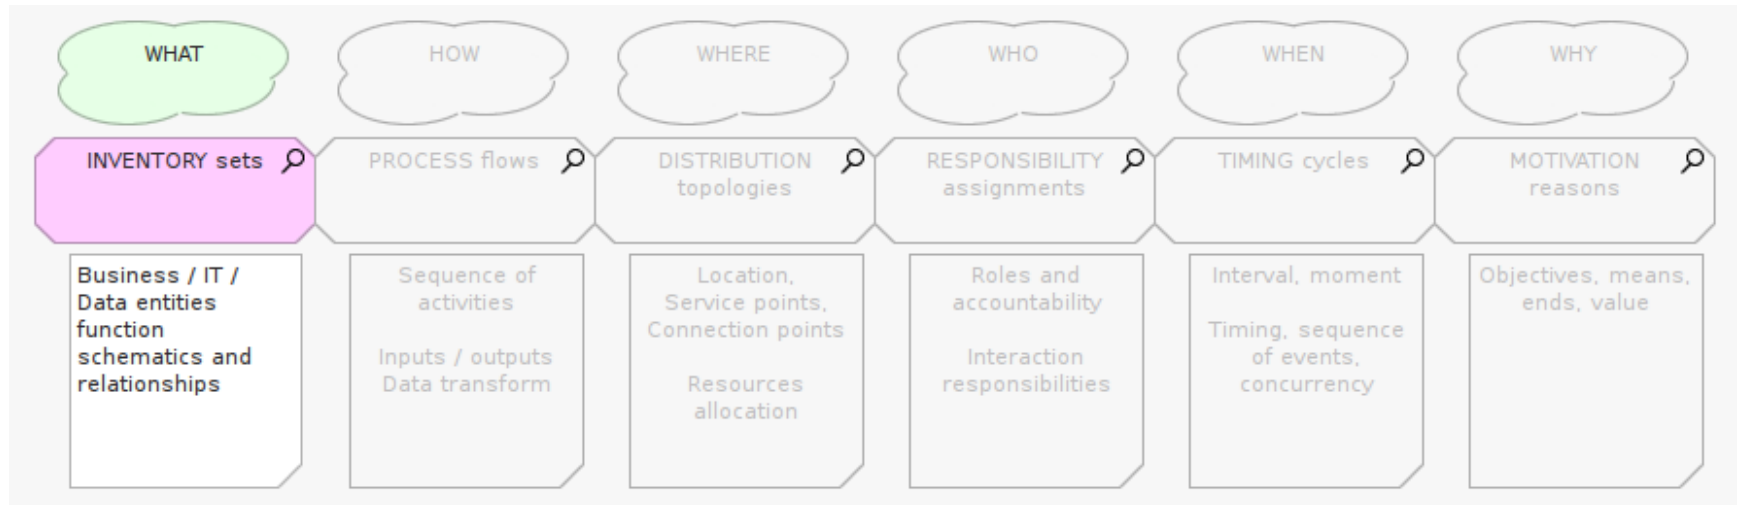 WHAT
HOW
WHERE
WHO
WHEN
WHY
INVENTORY sets
PROCESS flows
DISTRIBUTION
topologies
RESPONSIBILITY
assignments
TIMING cycles
MOTIVATION
reasons
Business / IT /
Data entities
function
schematics and
relationships
Sequence of
activities
Inputs / outputs
Data transform
Location,
Service points,
Connection points
Resources
allocation
Roles and
accountability
Interaction
responsibilities
Interval, moment
Timing, sequence
of events,
concurrency
Objectives, means,
ends, value